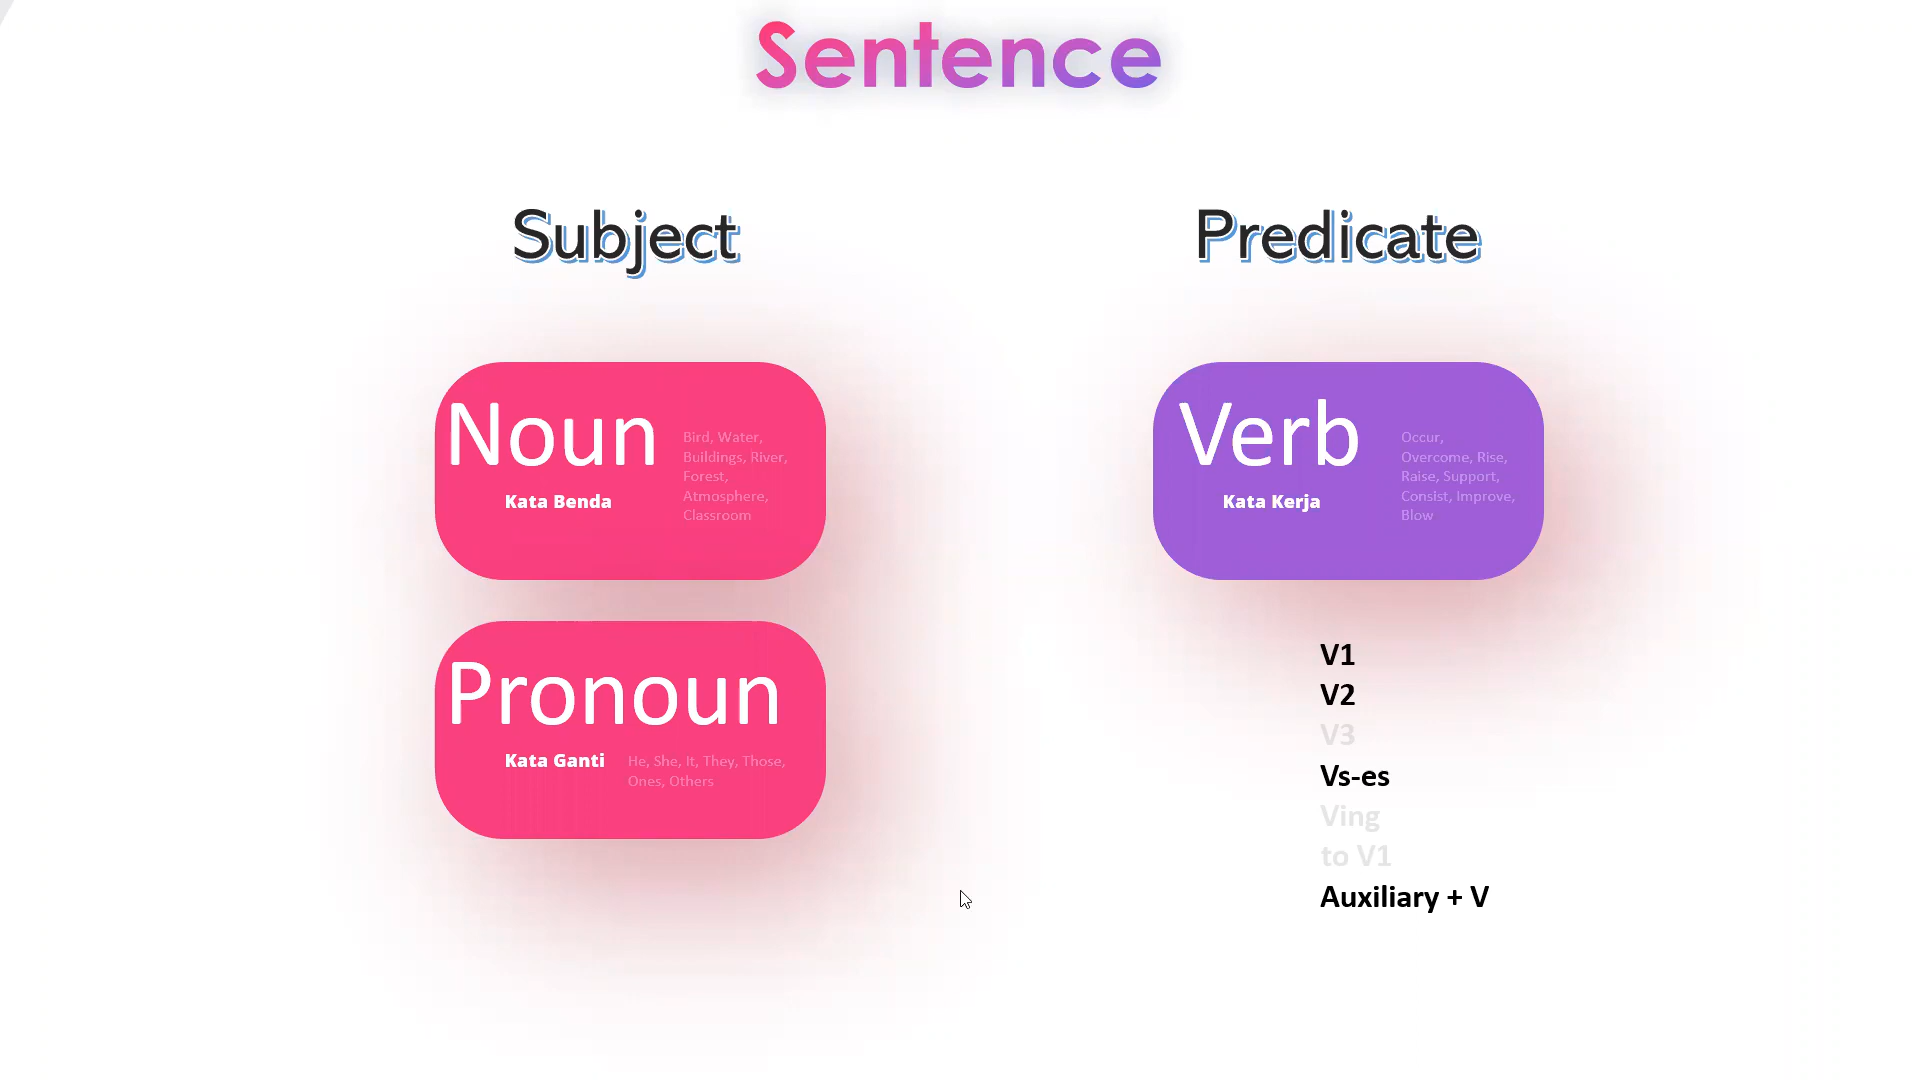 Sentence
Subject
Predicate
Noun
Kata Benda
Bird, Water,
Buildings, River,
Forest,
Atmosphere,
Classroom
Verb
Kata Kerja
Occur,
Overcome, Rise,
Raise, Support,
Consist, Improve,
Blow
Pronoun
Kata Ganti
He, She, It, They, Those,
Ones, Others
V1
V2
V3
Vs-es
Ving
to V1
Auxiliary + V